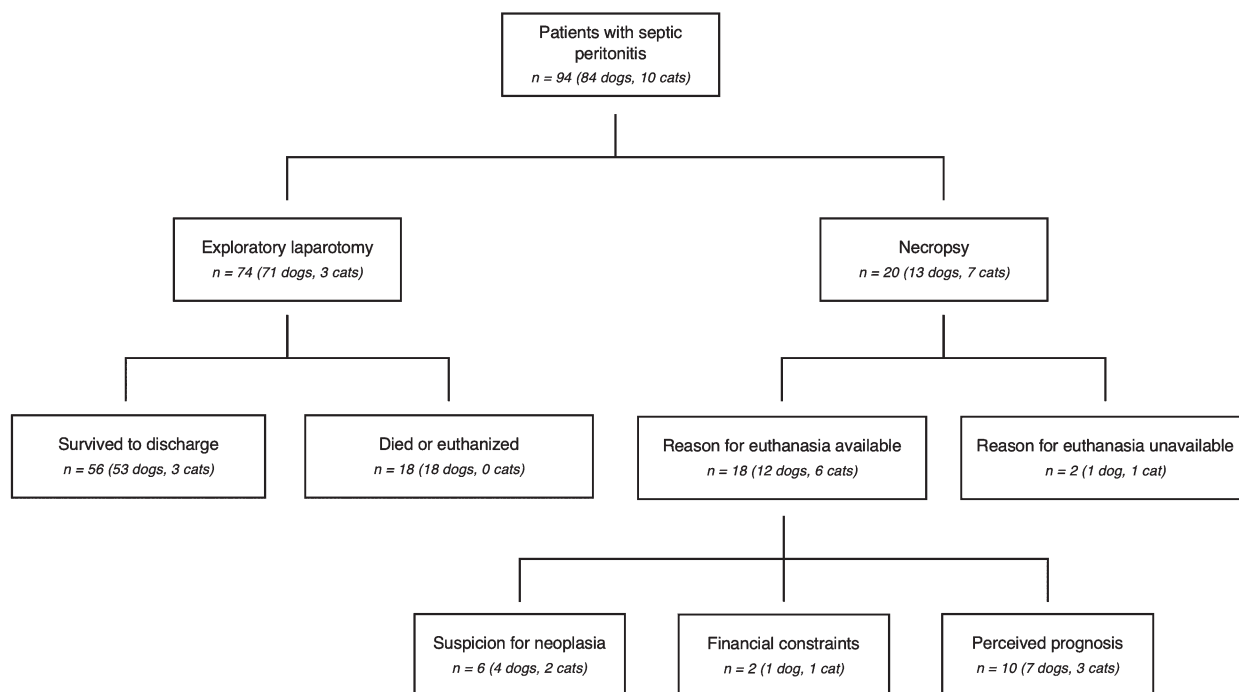 Patients with septic
peritonitis
n = 94 (84 dogs, 10 cats)
Exploratory laparotomy
n = 74 (71 dogs, 3 cats)
Necropsy
n = 20 (13 dogs, 7 cats)
Survived to discharge
n = 56 (53 dogs, 3 cats)
Died or euthanized
n = 18 (18 dogs, 0 cats)
Reason for euthanasia available
n = 18 (12 dogs, 6 cats)
Reason for euthanasia unavailable
n = 2 (1 dog, 1 cat)
Suspicion for neoplasia
n = 6 (4 dogs, 2 cats)
Financial constraints
n = 2 (1 dog, 1 cat)
Perceived prognosis
n = 10 (7 dogs, 3 cats)